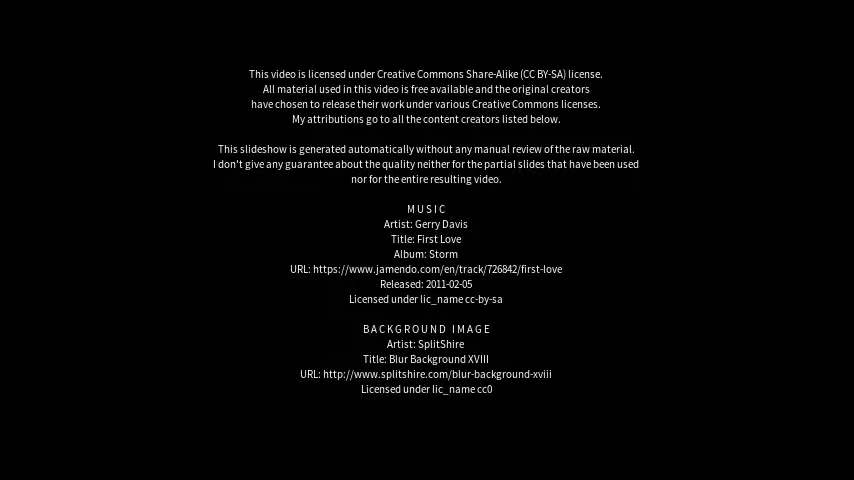 This video is licensed under Creative Commons Share-Alike (CC BY-SA) license.
All material used in this video is free available and the original creators
have chosen to release their work under various Creative Commons licenses.
My attributions go to all the content creators listed below.
This slideshow is generated automatically without any manual review of the raw material.
I don't give any guarantee about the quality neither for the partial slides that have been used
nor for the entire resulting video.
MUSIC
Artist: Gerry Davis
Title: First Love
Album: Storm
URL: https://www.jamendo.com/en/track/726842/first-love
Released: 2011-02-05
Licensed under lic_name cc-by-sa
BACKGROUND IMAGE
Artist: SplitShire
Title: Blur Background XVIII
URL: http://www.splitshire.com/blur-background-xviii
Licensed under lic_name cc0